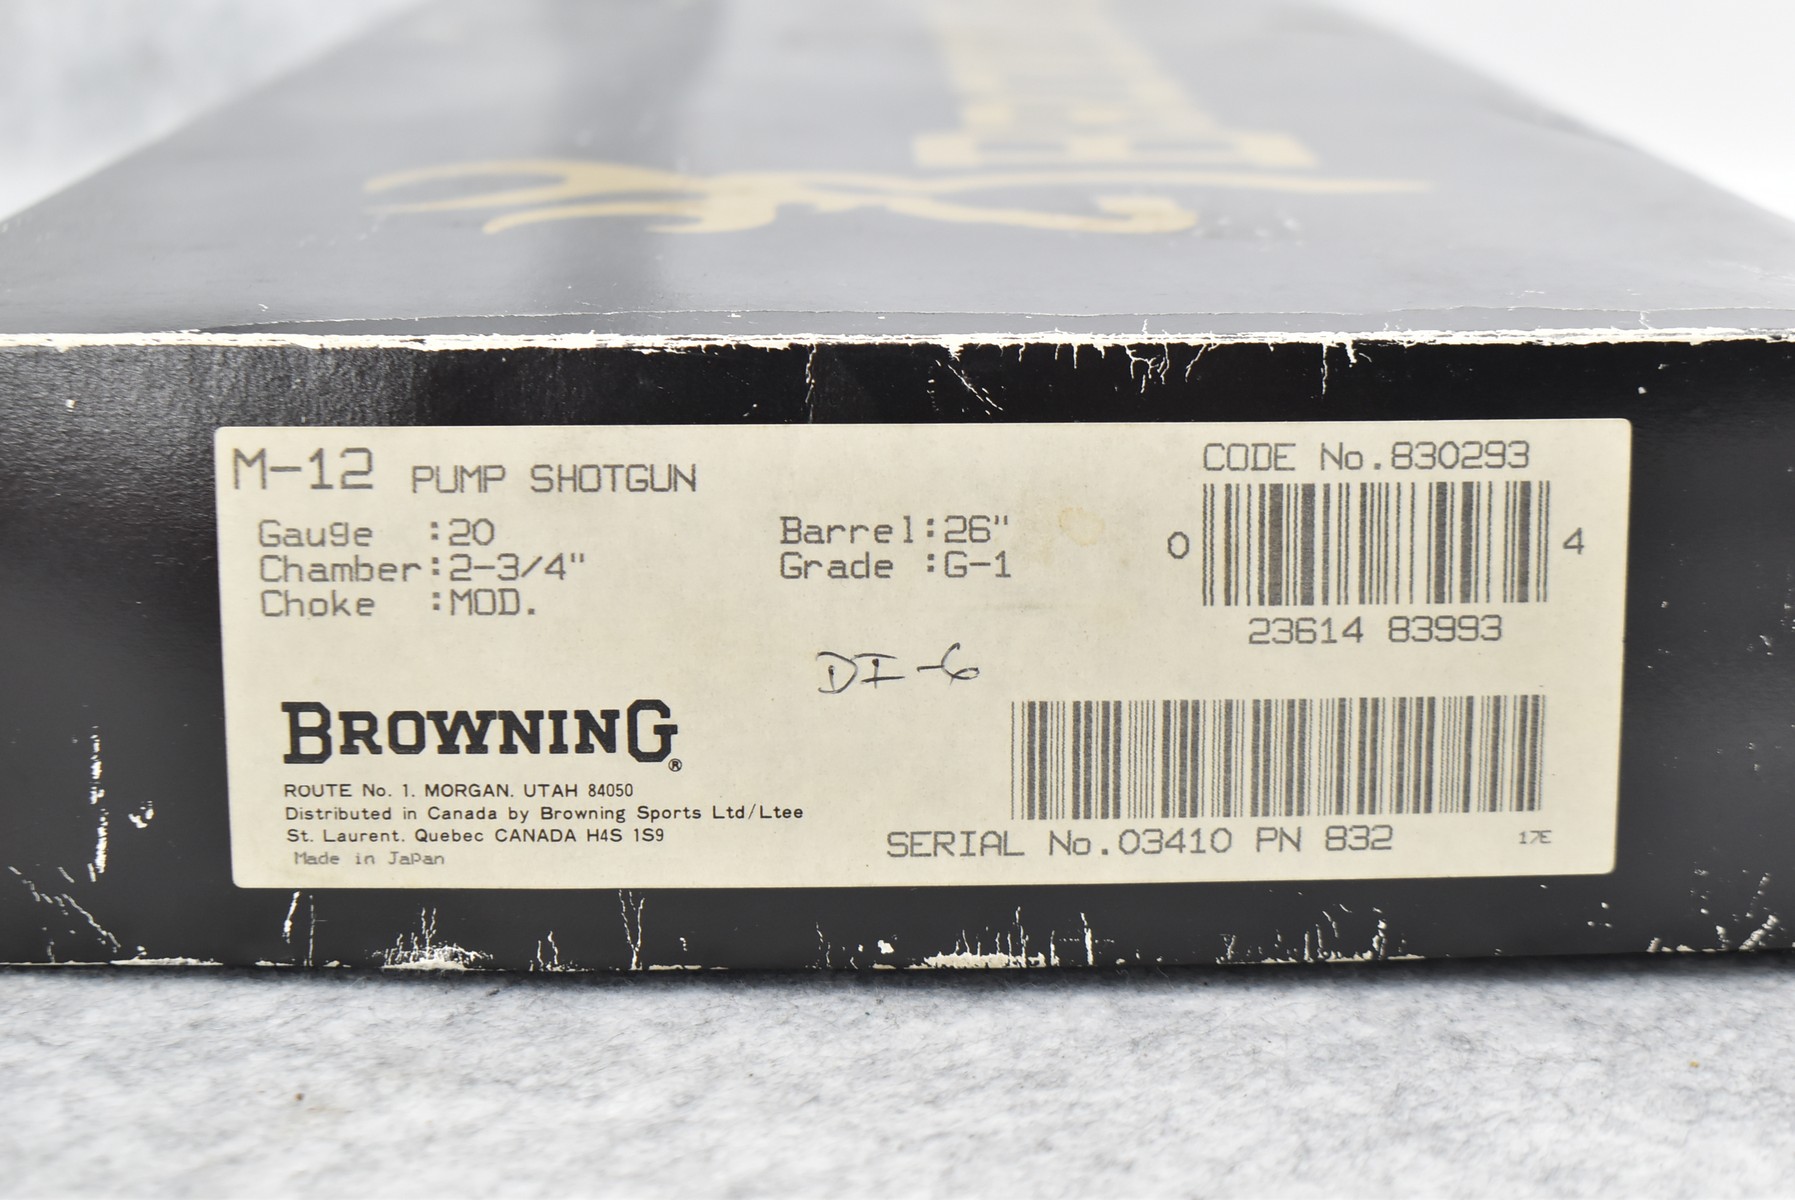 M-12 PUMP SHOTGUN
Gauge :20
Chamber:2-3/4"
Choke :MOD.
Barrel:26"
Grade :G-1
CODE No.830293
0 4
23614 83993
DI-6
BROWNING®
ROUTE No. 1. MORGAN. UTAH 84050
Distributed in Canada by Browning Sports Ltd/Ltee
St. Laurent. Quebec CANADA H4S 1S9
Made in Japan
SERIAL No.03410 PN 832
17E